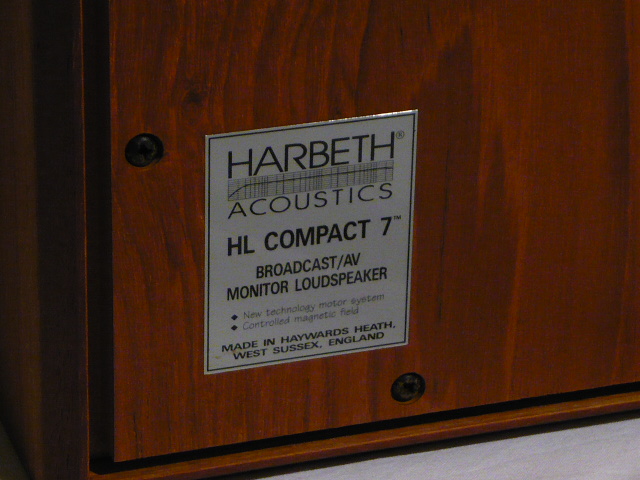 HARBETH®
ACOUSTICS
HL COMPACT 7™
BROADCAST/AV
MONITOR LOUDSPEAKER
◆ New technology motor system
◆ Controlled magnetic field
MADE IN HAYWARDS HEATH,
WEST SUSSEX, ENGLAND